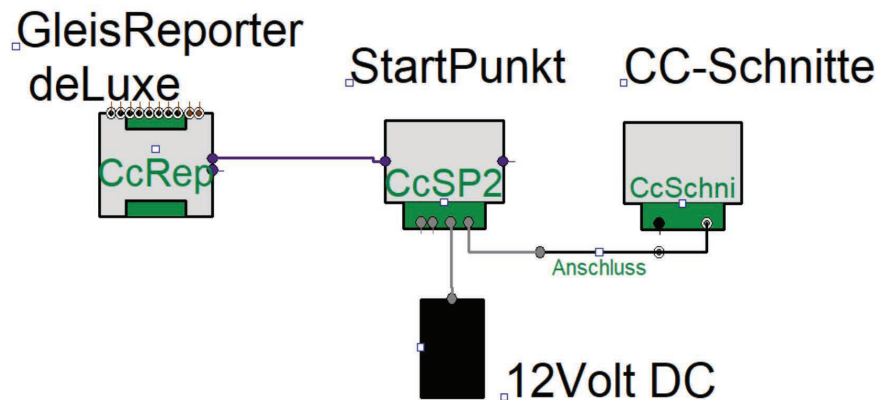 GleisReporter
deLuxe
StartPunkt
CC-Schnitte
CcRep
CcSP2
CcSchni
Anschluss
12Volt DC